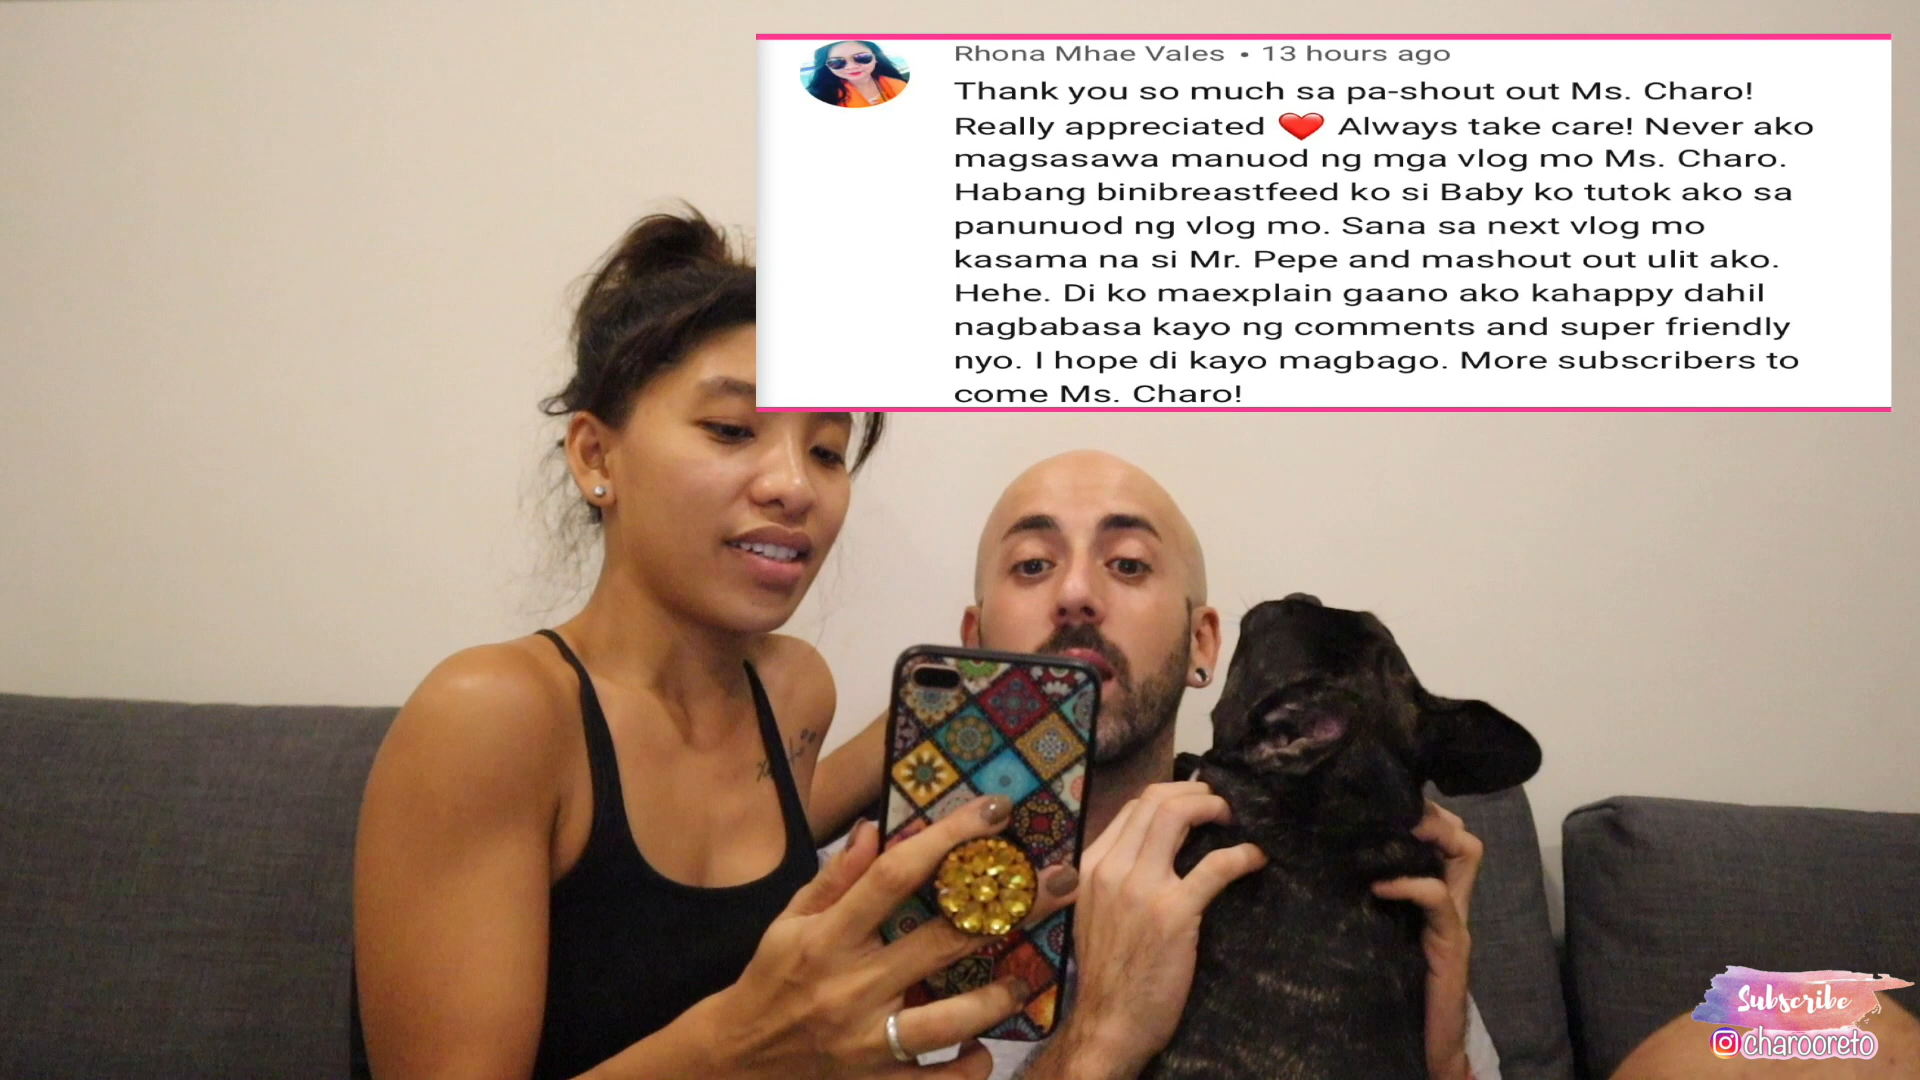 Rhona Mhae Vales • 13 hours ago
Thank you so much sa pa-shout out Ms. Charo!
Really appreciated ❤️ Always take care! Never ako
magsasawa manuod ng mga vlog mo Ms. Charo.
Habang binibreastfeed ko si Baby ko tutok ako sa
panunuod ng vlog mo. Sana sa next vlog mo
kasama na si Mr. Pepe and mashout out ulit ako.
Hehe. Di ko maexplain gaano ako kahappy dahil
nagbabasa kayo ng comments and super friendly
nyo. I hope di kayo magbago. More subscribers to
come Ms. Charo!
Subscribe
charooreto